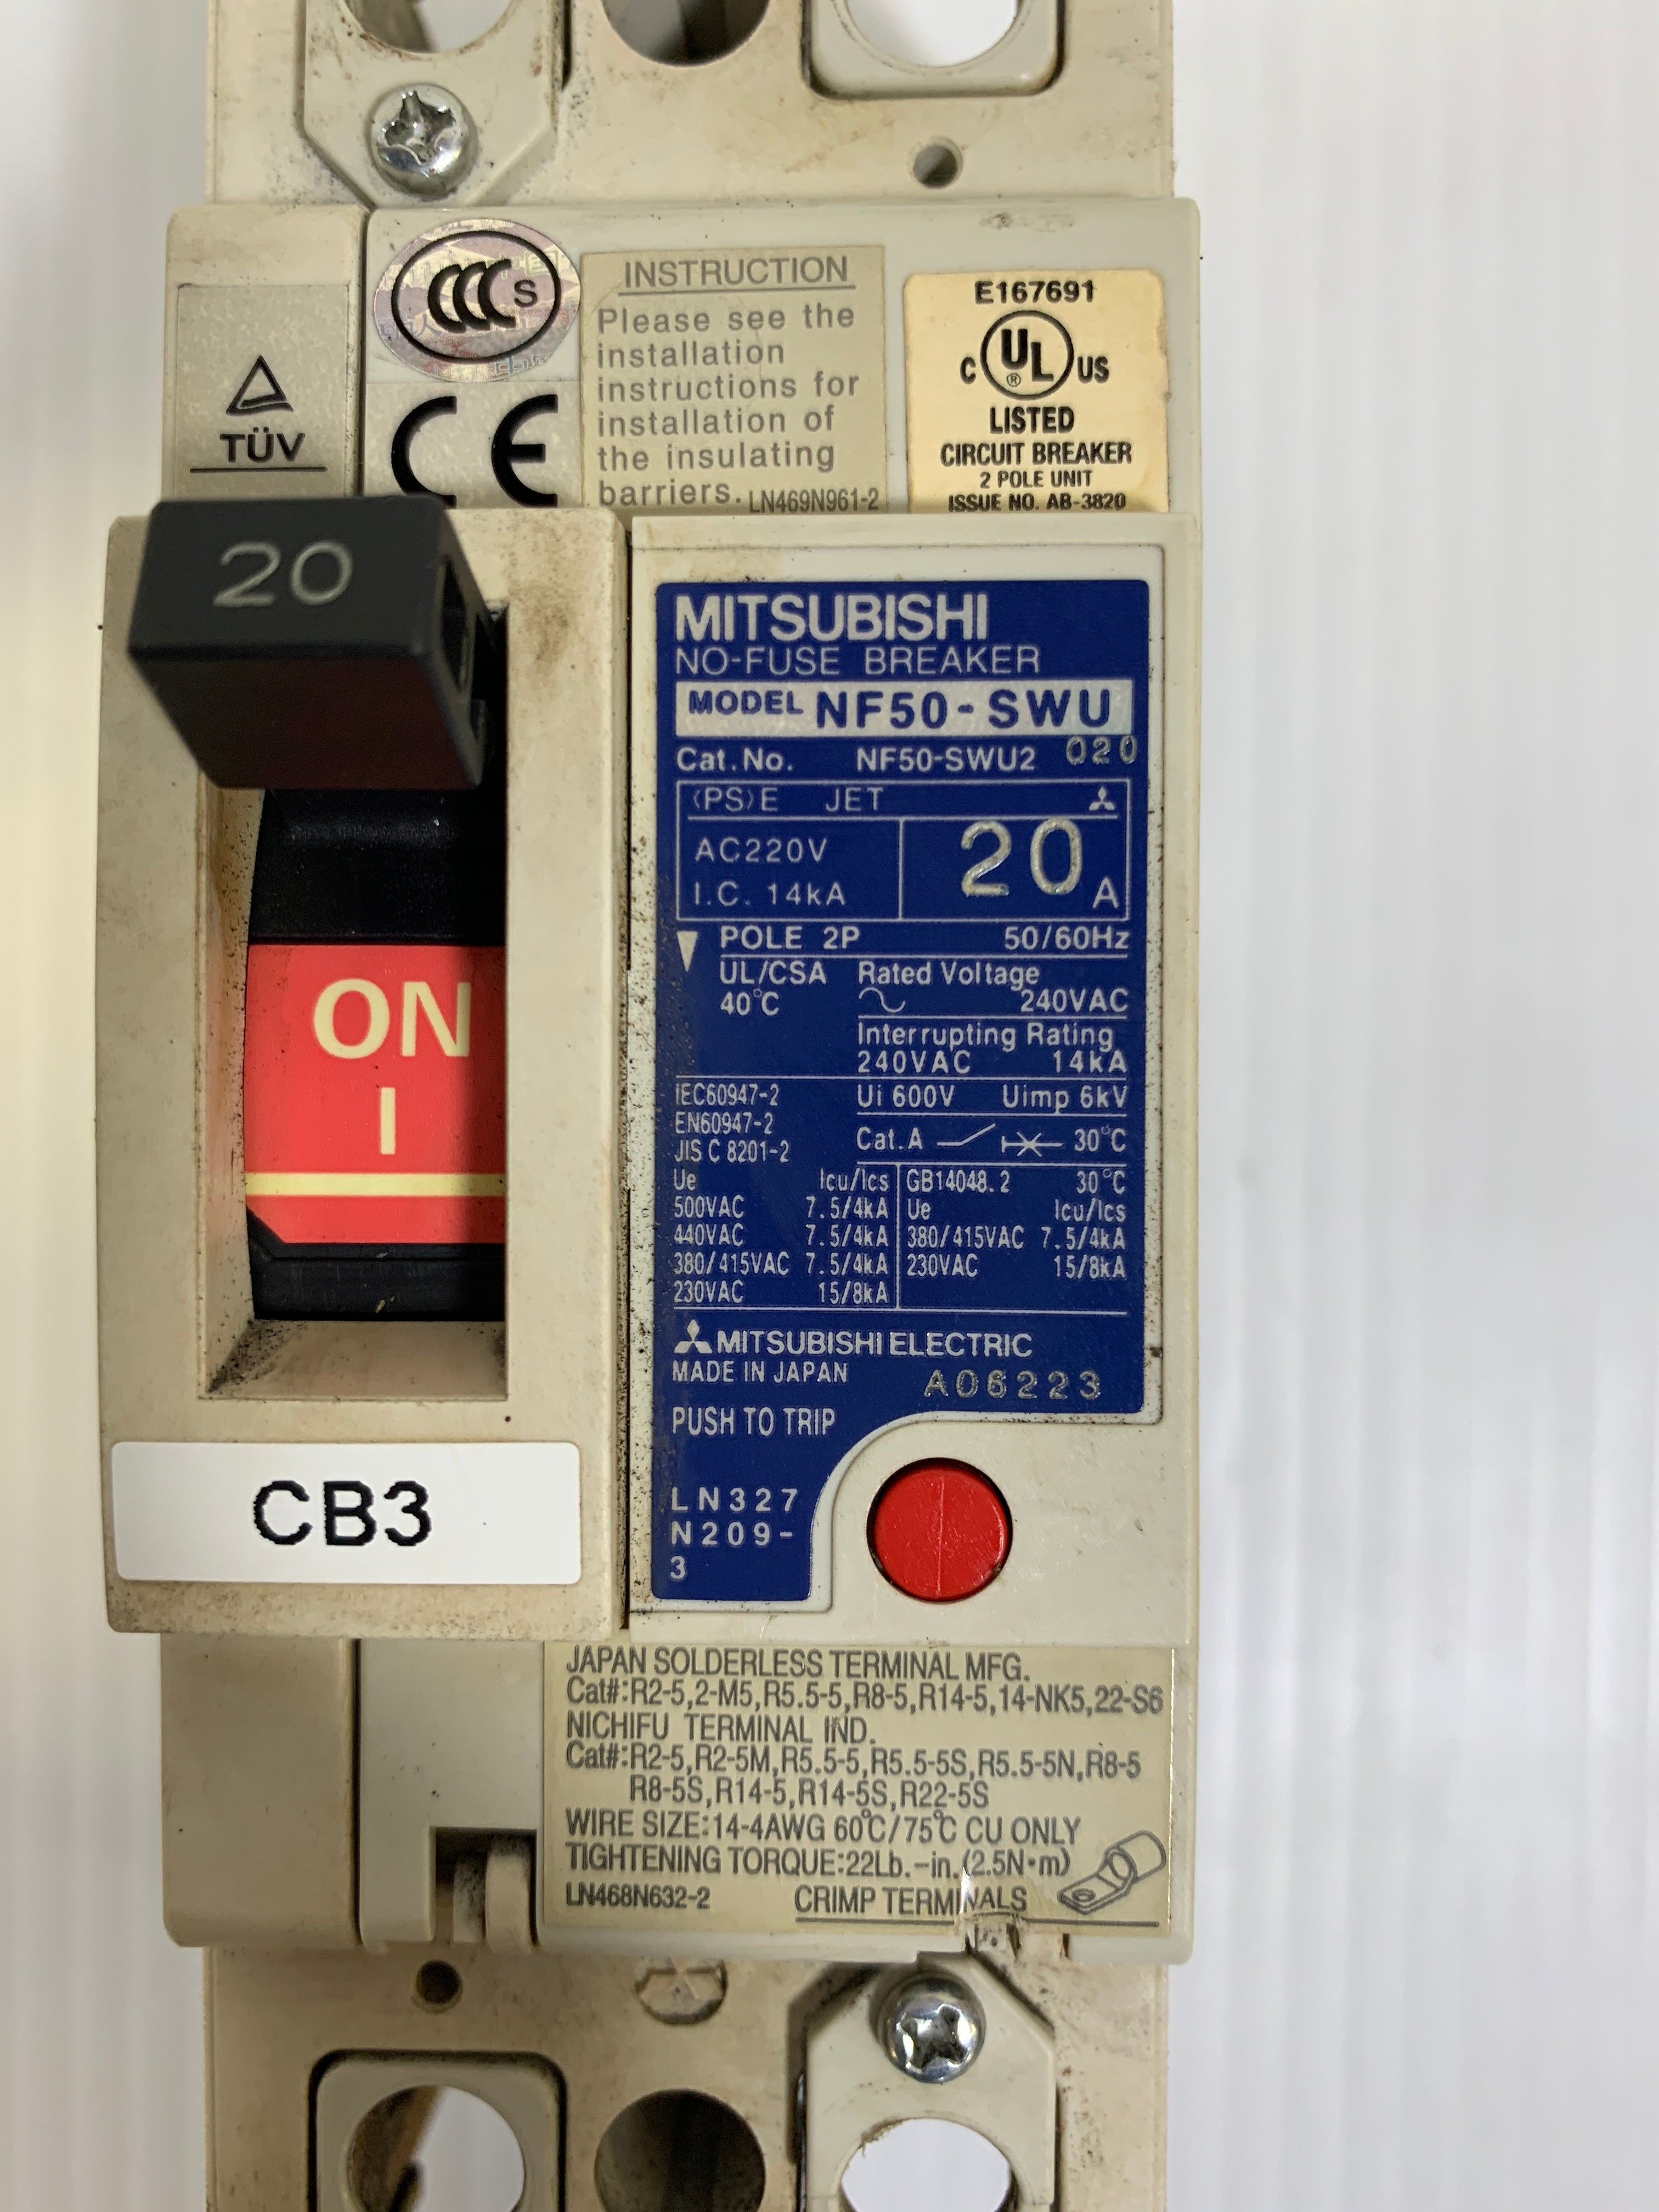 CCC S
TÜV
CE
INSTRUCTION
Please see the
installation
instructions for
installation of
the insulating
barriers. LN469N961-2
E167691
C UL ® US
LISTED
CIRCUIT BREAKER
2 POLE UNIT
ISSUE NO. AB-3820
20
MITSUBISHI
NO-FUSE BREAKER
MODEL NF50-SWU
Cat.No. NF50-SWU2 020
<PS>E JET
AC220V
I.C. 14kA
20 A
POLE 2P 50/60Hz
UL/CSA Rated Voltage
40°C 240VAC
Interrupting Rating
240VAC 14kA
IEC60947-2 Ui 600V Uimp 6kV
EN60947-2
JIS C 8201-2 Cat.A 30°C
Ue Icu/Ics
500VAC 7.5/4kA
440VAC 7.5/4kA
380/415VAC 7.5/4kA
230VAC 15/8kA
GB14048.2 30°C
Ue Icu/Ics
380/415VAC 7.5/4kA
230VAC 15/8kA
MITSUBISHI ELECTRIC
MADE IN JAPAN A06223
PUSH TO TRIP
LN327
N209-
3
ON
I
CB3
JAPAN SOLDERLESS TERMINAL MFG.
Cat#:R2-5,2-M5,R5.5-5,R8-5,R14-5,14-NK5,22-S6
NICHIFU TERMINAL IND.
Cat#:R2-5,R2-5M,R5.5-5,R5.5-5S,R5.5-5N,R8-5
R8-5S,R14-5,R14-5S,R22-5S
WIRE SIZE:14-4AWG 60°C/75°C CU ONLY
TIGHTENING TORQUE:22Lb.-in.(2.5N·m)
LN468N632-2 CRIMP TERMINALS